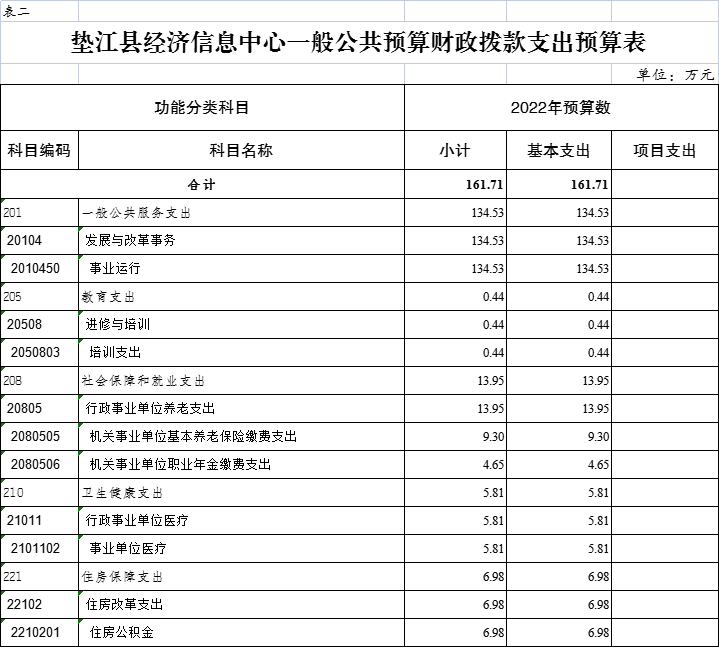 表二
垫江县经济信息中心一般公共预算财政拨款支出预算表
单位：万元
功能分类科目 2022年预算数
科目编码 科目名称 小计 基本支出 项目支出
合计 161.71 161.71
201 一般公共服务支出 134.53 134.53
20104 发展与改革事务 134.53 134.53
2010450 事业运行 134.53 134.53
205 教育支出 0.44 0.44
20508 进修与培训 0.44 0.44
2050803 培训支出 0.44 0.44
208 社会保障和就业支出 13.95 13.95
20805 行政事业单位养老支出 13.95 13.95
2080505 机关事业单位基本养老保险缴费支出 9.30 9.30
2080506 机关事业单位职业年金缴费支出 4.65 4.65
210 卫生健康支出 5.81 5.81
21011 行政事业单位医疗 5.81 5.81
2101102 事业单位医疗 5.81 5.81
221 住房保障支出 6.98 6.98
22102 住房改革支出 6.98 6.98
2210201 住房公积金 6.98 6.98